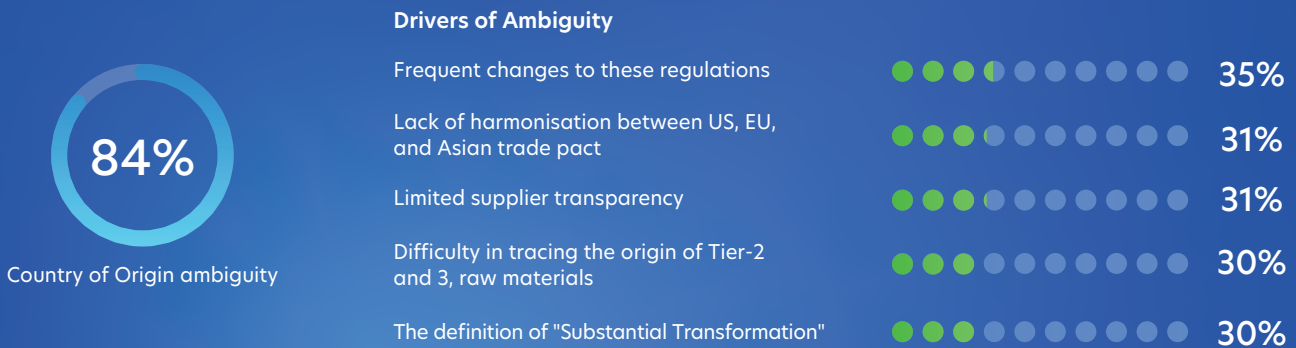 84%
Country of Origin ambiguity
Drivers of Ambiguity
Frequent changes to these regulations
35%
Lack of harmonisation between US, EU,
and Asian trade pact
31%
Limited supplier transparency
31%
Difficulty in tracing the origin of Tier-2
and 3, raw materials
30%
The definition of "Substantial Transformation"
30%